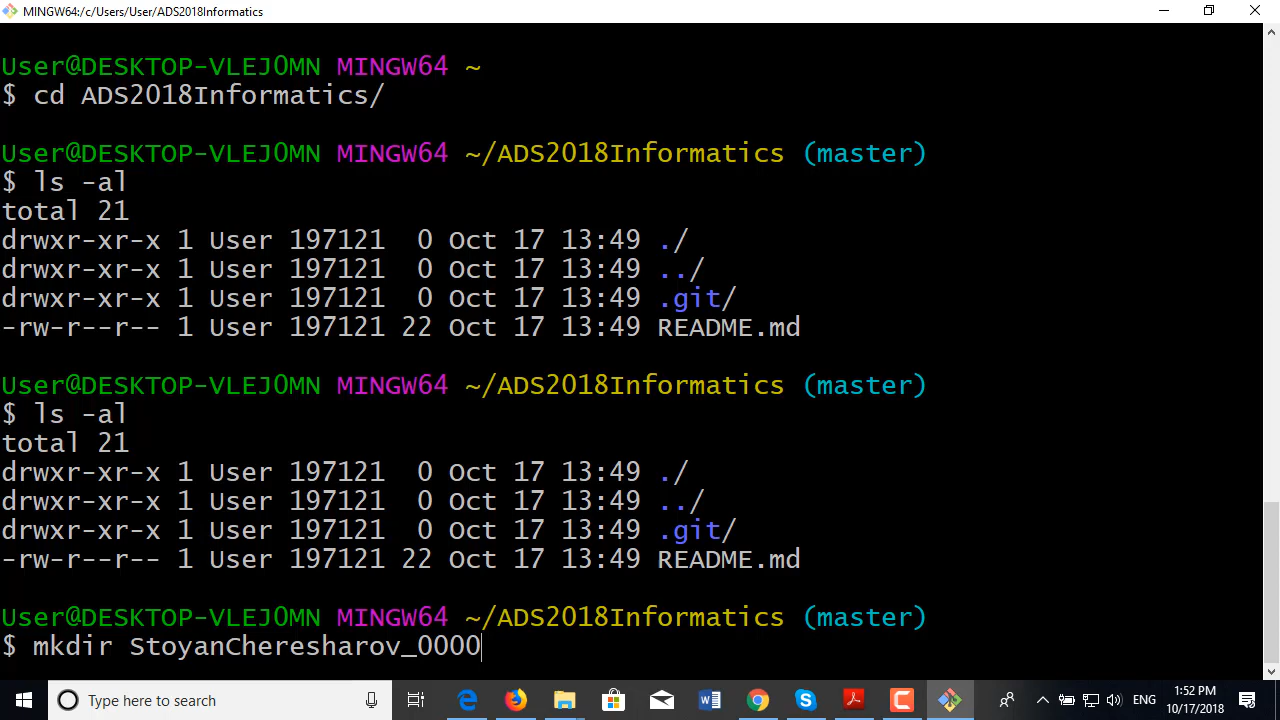 MINGW64:/c/Users/User/ADS2018Informatics
User@DESKTOP-VLEJ0MN MINGW64 ~
$ cd ADS2018Informatics/
User@DESKTOP-VLEJ0MN MINGW64 ~/ADS2018Informatics (master)
$ ls -al
total 21
drwxr-xr-x 1 User 197121  0 Oct 17 13:49 ./
drwxr-xr-x 1 User 197121  0 Oct 17 13:49 ../
drwxr-xr-x 1 User 197121  0 Oct 17 13:49 .git/
-rw-r--r-- 1 User 197121 22 Oct 17 13:49 README.md
User@DESKTOP-VLEJ0MN MINGW64 ~/ADS2018Informatics (master)
$ ls -al
total 21
drwxr-xr-x 1 User 197121  0 Oct 17 13:49 ./
drwxr-xr-x 1 User 197121  0 Oct 17 13:49 ../
drwxr-xr-x 1 User 197121  0 Oct 17 13:49 .git/
-rw-r--r-- 1 User 197121 22 Oct 17 13:49 README.md
User@DESKTOP-VLEJ0MN MINGW64 ~/ADS2018Informatics (master)
$ mkdir StoyanCheresharov_0000
Type here to search
ENG
1:52 PM
10/17/2018